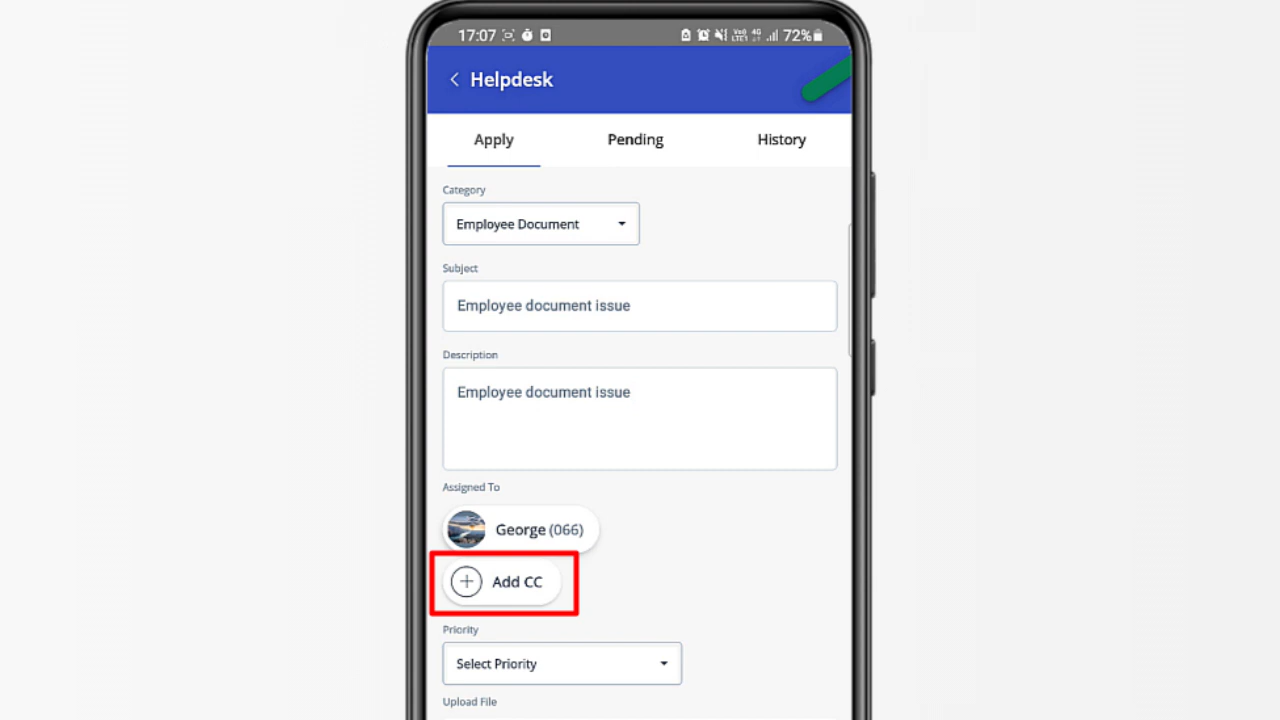 17:07 72%
Helpdesk
Apply Pending History
Category
Employee Document
Subject
Employee document issue
Description
Employee document issue
Assigned To
George (066)
Add CC
Priority
Select Priority
Upload File